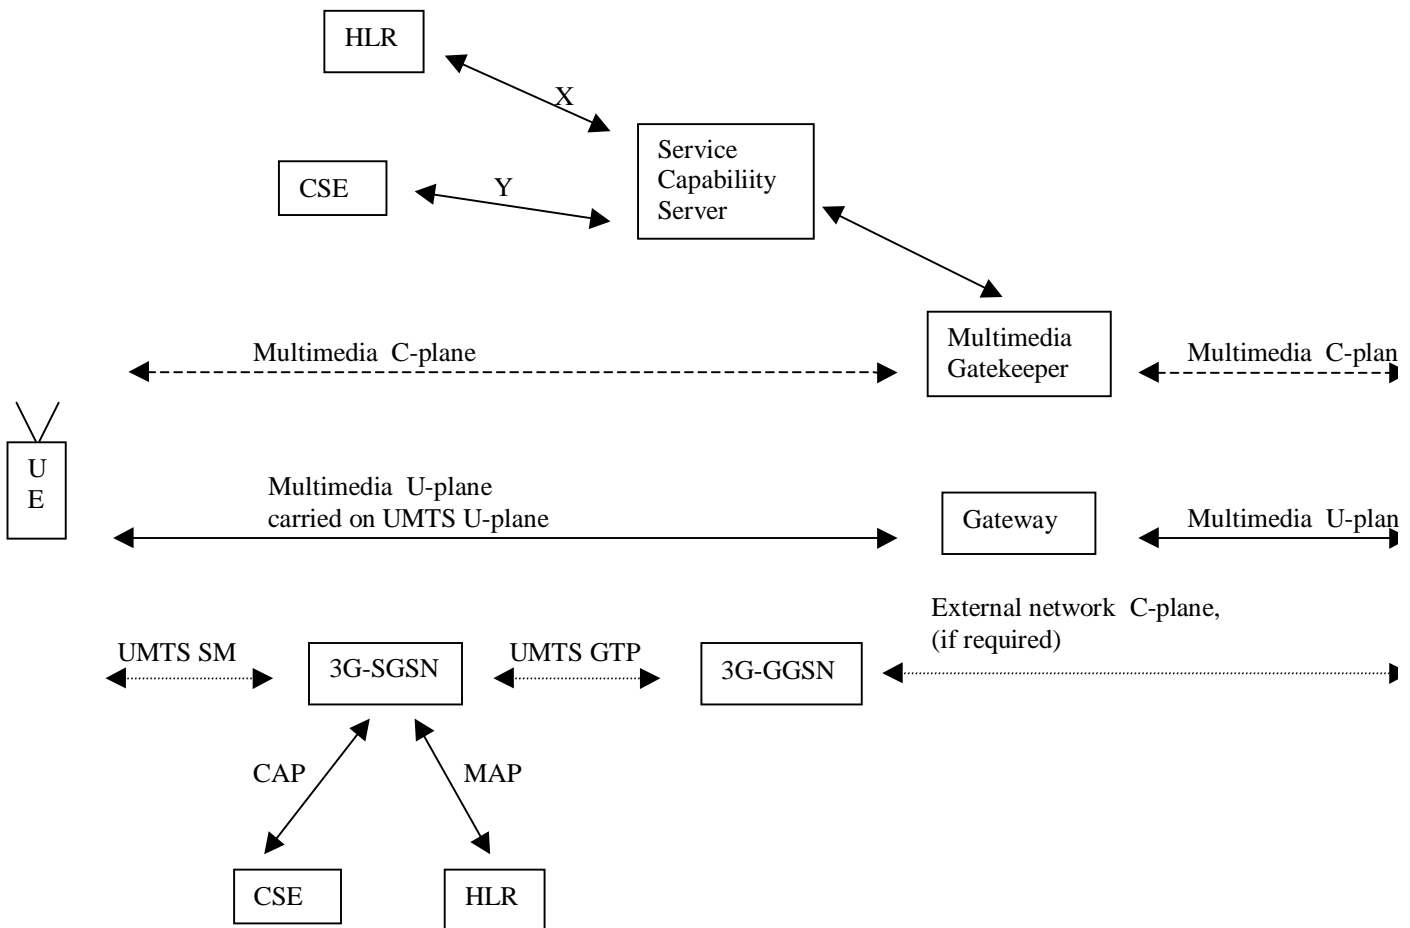 HLR
X
Service
Capabiliity
Server
CSE
Y
Multimedia
Gatekeeper
Multimedia C-plane
Multimedia C-plan
U
E
Multimedia U-plane
carried on UMTS U-plane
Gateway
Multimedia U-plan
External network C-plane,
(if required)
UMTS SM
3G-SGSN
UMTS GTP
3G-GGSN
CAP
MAP
CSE
HLR